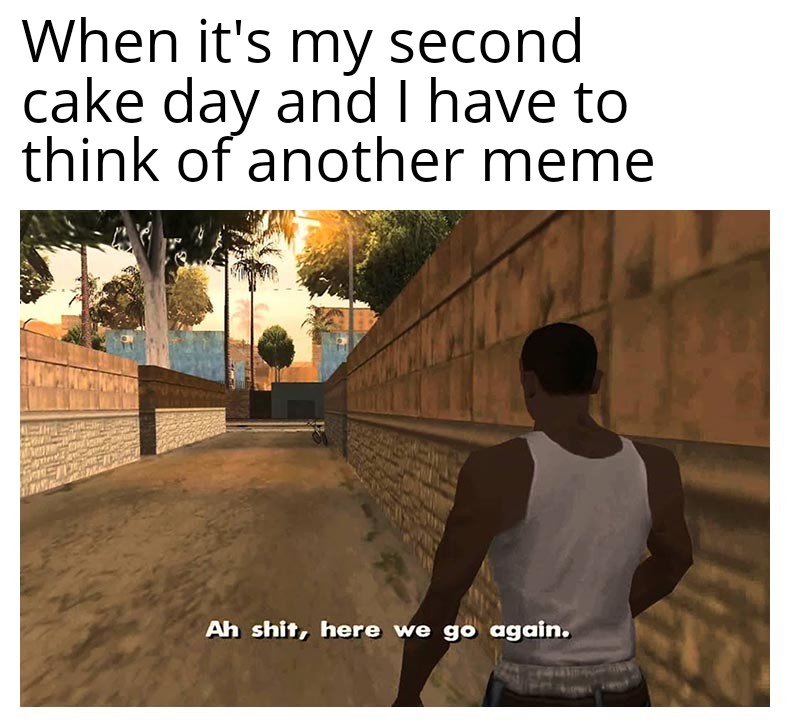 When it's my second
cake day and I have to
think of another meme
Ah shit, here we go again.